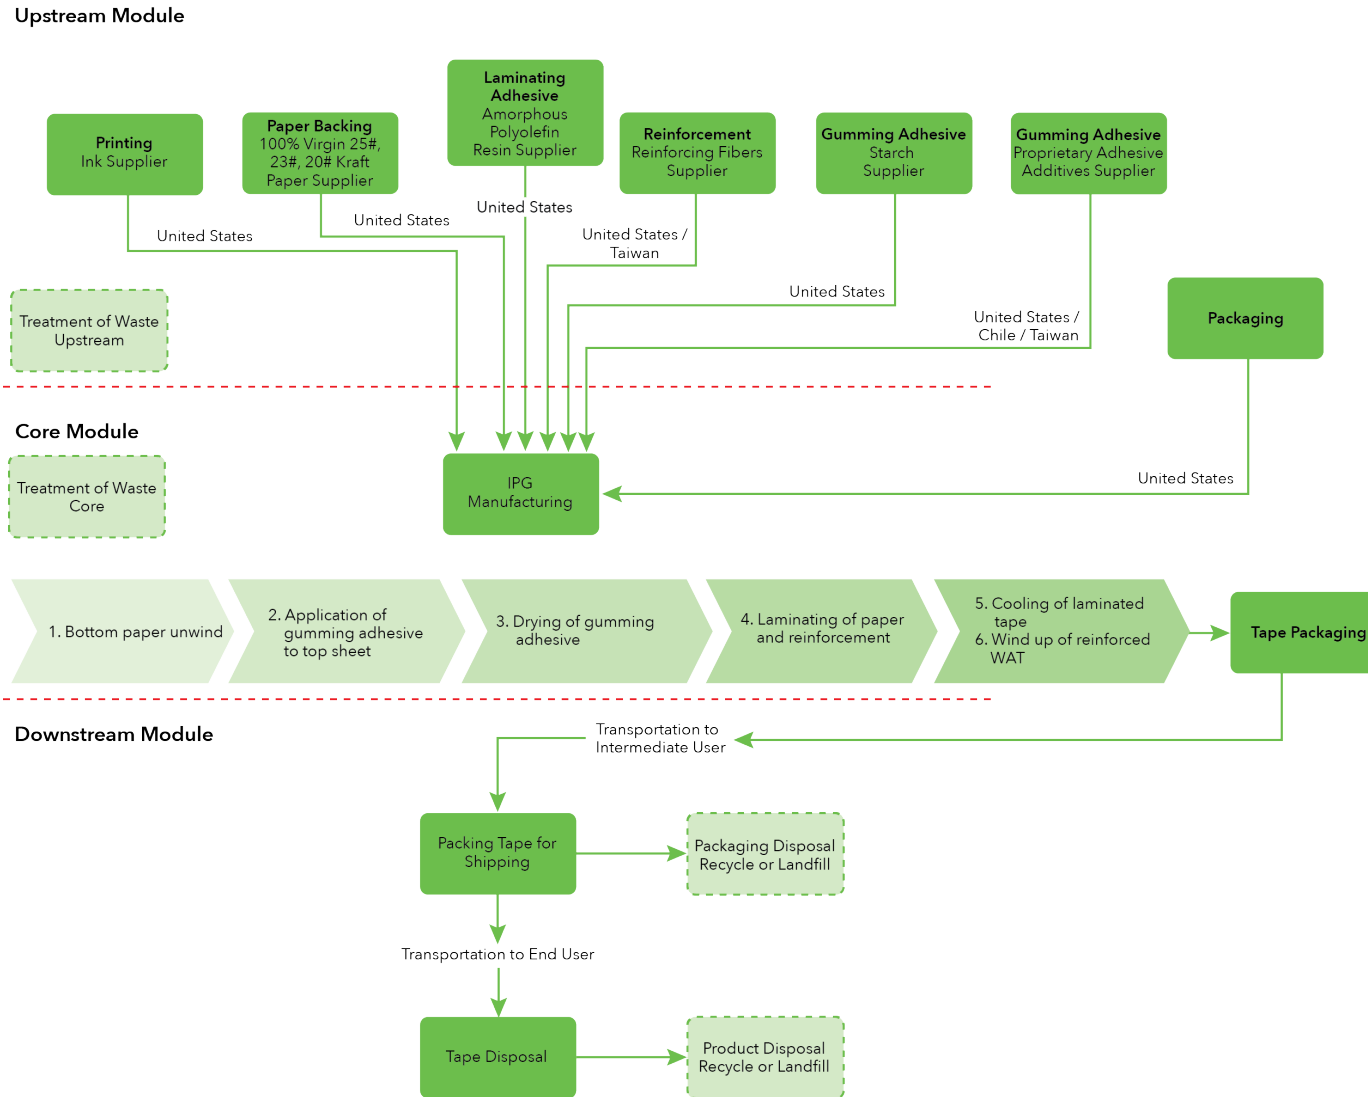 Upstream Module
Printing
Ink Supplier
Paper Backing
100% Virgin 25#,
23#, 20# Kraft
Paper Supplier
Laminating
Adhesive
Amorphous
Polyolefin
Resin Supplier
Reinforcement
Reinforcing Fibers
Supplier
Gumming Adhesive
Starch
Supplier
Gumming Adhesive
Proprietary Adhesive
Additives Supplier
United States
United States
United States
United States /
Taiwan
United States
United States /
Chile / Taiwan
Packaging
Treatment of Waste
Upstream
Core Module
Treatment of Waste
Core
IPG
Manufacturing
United States
1. Bottom paper unwind
2. Application of
gumming adhesive
to top sheet
3. Drying of gumming
adhesive
4. Laminating of paper
and reinforcement
5. Cooling of laminated
tape
6. Wind up of reinforced
WAT
Tape Packaging
Downstream Module
Transportation to
Intermediate User
Packing Tape for
Shipping
Packaging Disposal
Recycle or Landfill
Transportation to End User
Tape Disposal
Product Disposal
Recycle or Landfill